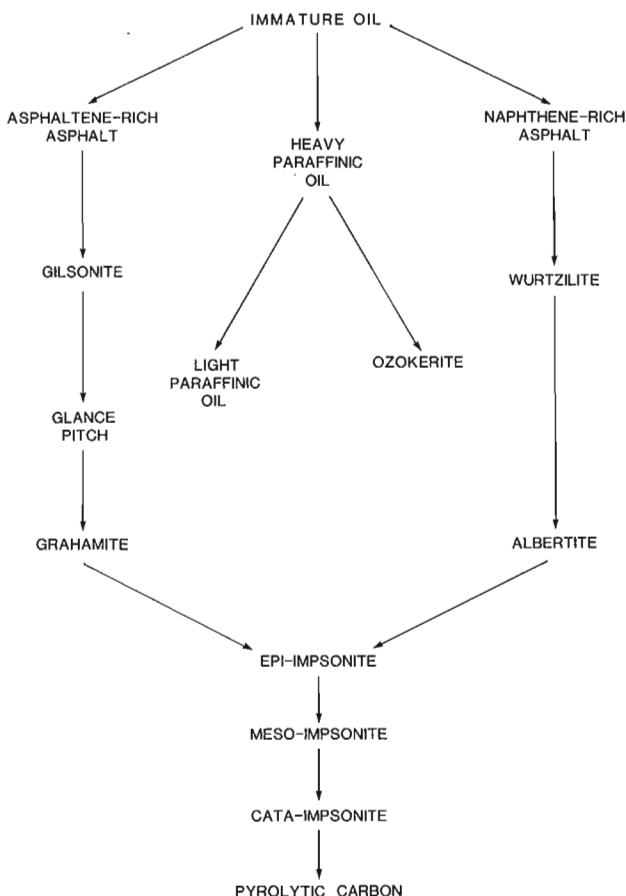 IMMATURE OIL
ASPHALTENE-RICH
ASPHALT
NAPHTHENE-RICH
ASPHALT
HEAVY
PARAFFINIC
OIL
GILSONITE
WURTZILITE
LIGHT
PARAFFINIC
OIL
OZOKERITE
GLANCE
PITCH
GRAHAMITE
ALBERTITE
EPI-IMPSONITE
MESO-IMPSONITE
CATA-IMPSONITE
PYROLYTIC CARBON